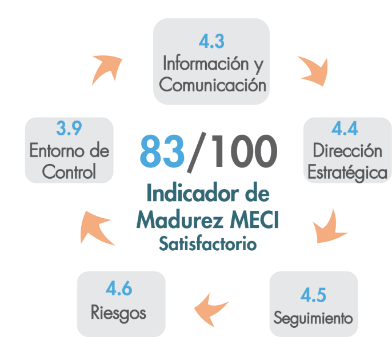 4.3
Información y
Comunicación
3.9
Entorno de
Control
83/100
Indicador de
Madurez MECI
Satisfactorio
4.4
Dirección
Estratégica
4.6
Riesgos
4.5
Seguimiento